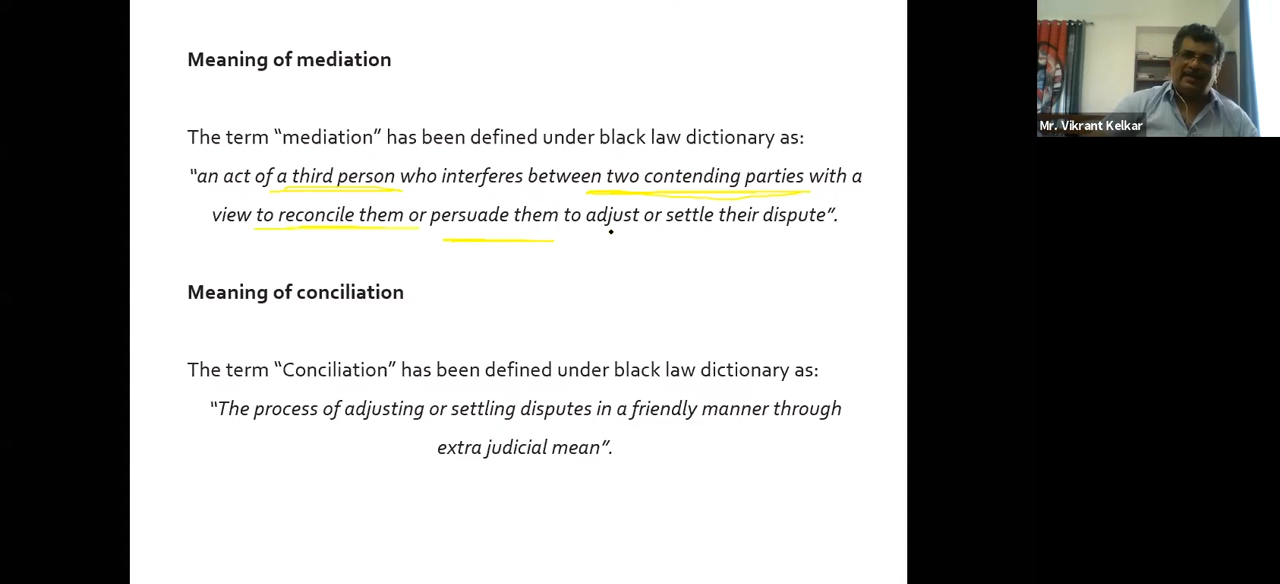 Meaning of mediation
The term “mediation” has been defined under black law dictionary as:
“an act of a third person who interferes between two contending parties with a
view to reconcile them or persuade them to adjust or settle their dispute”.
Meaning of conciliation
The term “Conciliation” has been defined under black law dictionary as:
“The process of adjusting or settling disputes in a friendly manner through
extra judicial mean”.
Mr. Vikrant Kelkar